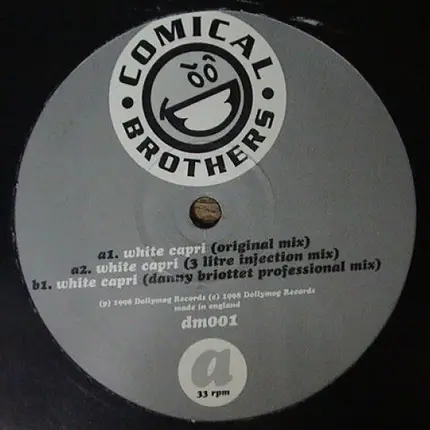 COMICAL
BROTHERS
a1. white capri (original mix)
a2. white capri (3 litre injection mix)
b1. white capri (danny briottet professional mix)
(p) 1998 Dollymog Records (c) 1998 Dollymog Records
made in england
dm001
a
33 rpm